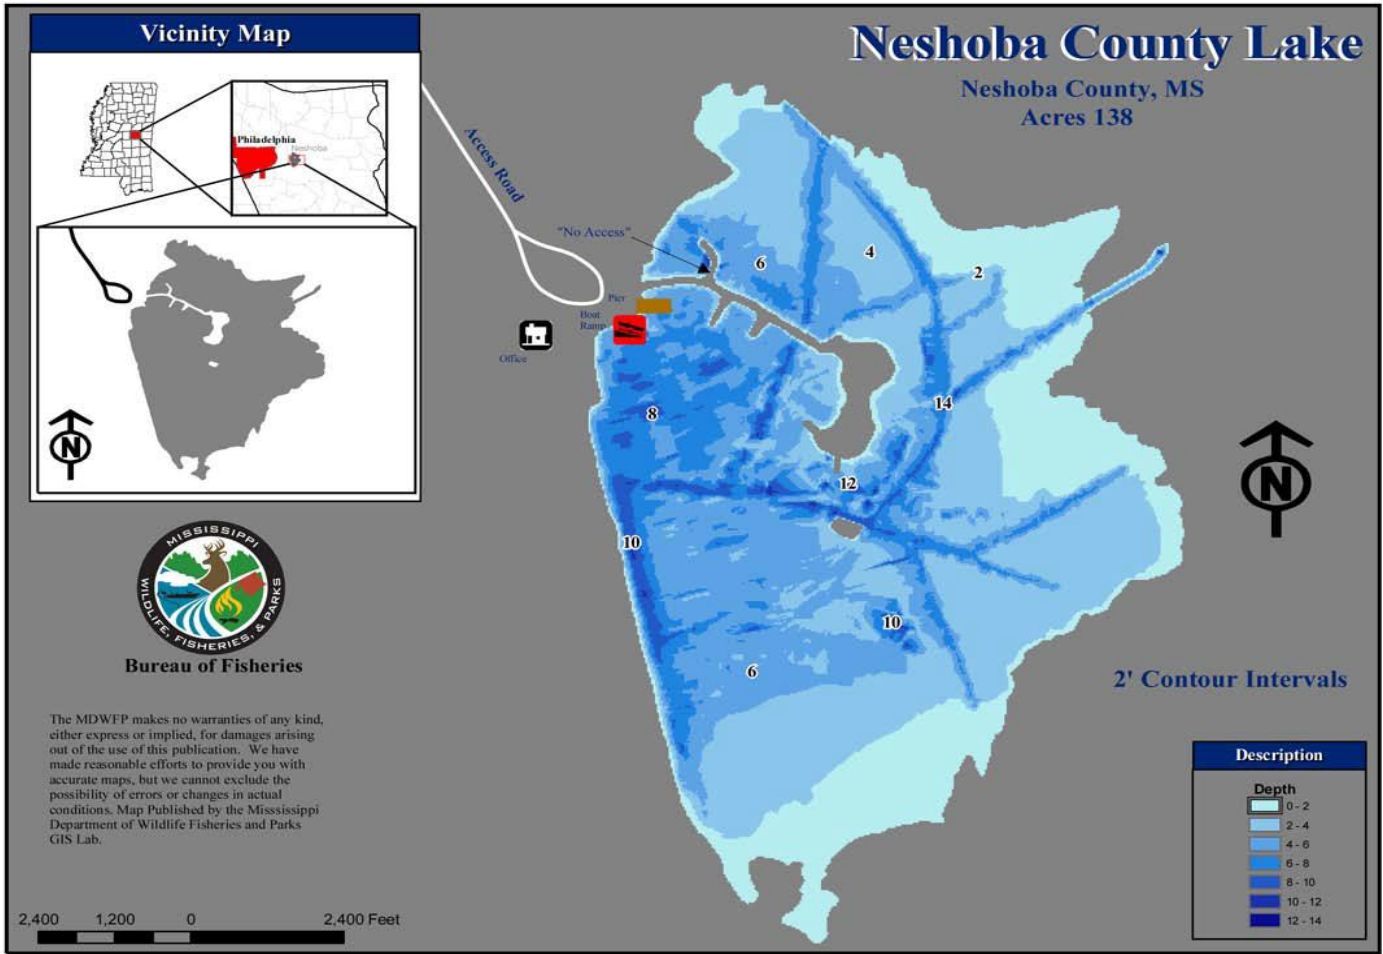 Vicinity Map
Philadelphia
Neshoba
N
MISSISSIPPI
WILDLIFE, FISHERIES, & PARKS
Bureau of Fisheries
The MDWFP makes no warranties of any kind,
either express or implied, for damages arising
out of the use of this publication. We have
made reasonable efforts to provide you with
accurate maps, but we cannot exclude the
possibility of errors or changes in actual
conditions. Map Published by the Misssissippi
Department of Wildlife Fisheries and Parks
GIS Lab.
2,400 1,200 0 2,400 Feet
Neshoba County Lake
Neshoba County, MS
Acres 138
Access Road
"No Access"
Pier
Boat
Ramp
Office
6
4
2
14
8
12
10
10
6
N
2' Contour Intervals
Description
Depth
0 - 2
2 - 4
4 - 6
6 - 8
8 - 10
10 - 12
12 - 14